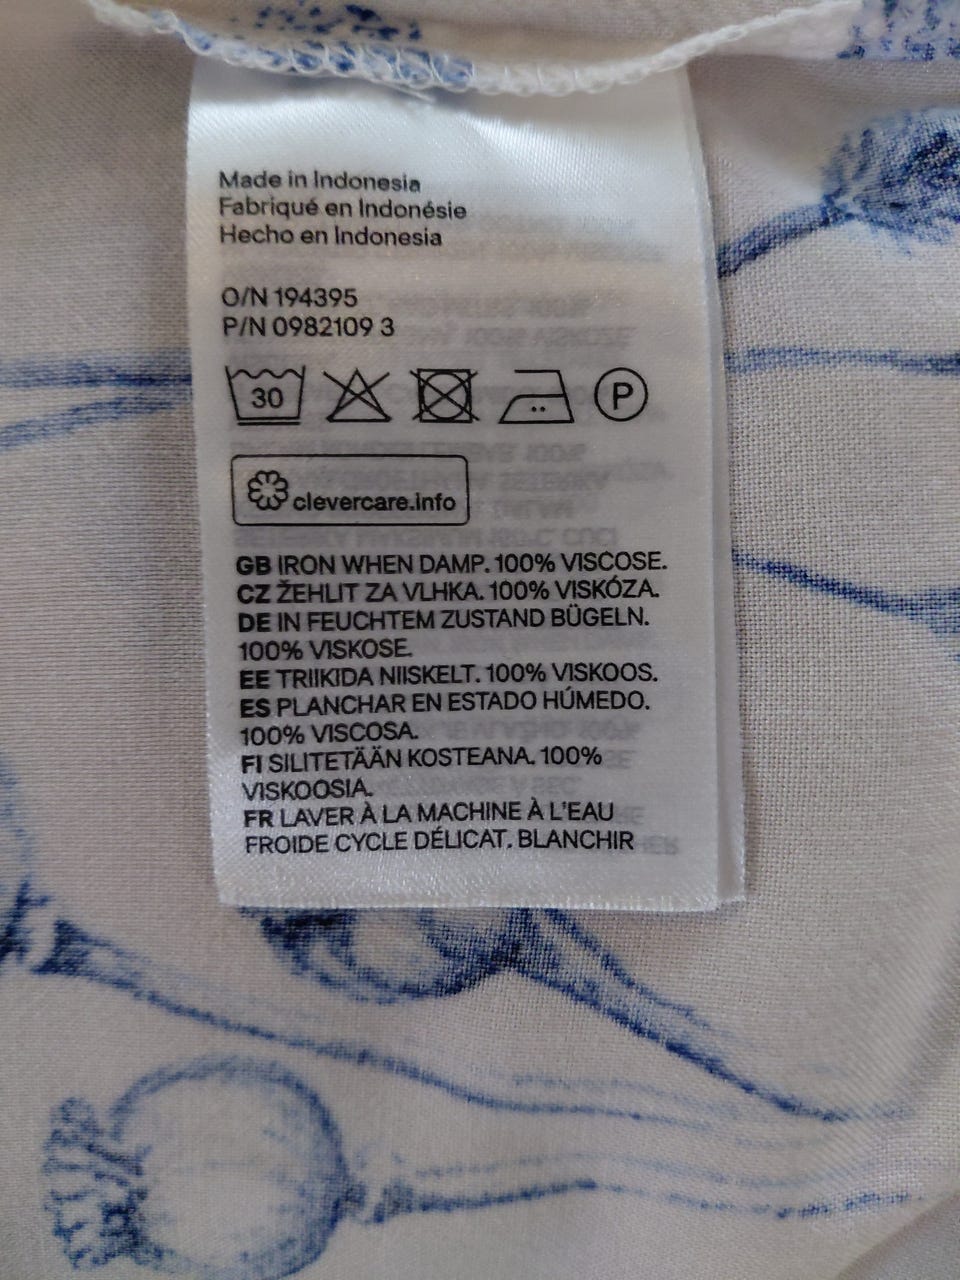 Made in Indonesia
Fabriqué en Indonésie
Hecho en Indonesia
O/N 194395
P/N 0982109 3
30 P
clevercare.info
GB IRON WHEN DAMP. 100% VISCOSE.
CZ ŽEHLIT ZA VLHKA. 100% VISKÓZA.
DE IN FEUCHTEM ZUSTAND BÜGELN.
100% VISKOSE.
EE TRIIKIDA NIISKELT. 100% VISKOOS.
ES PLANCHAR EN ESTADO HÚMEDO.
100% VISCOSA.
FI SILITETÄÄN KOSTEANA. 100%
VISKOOSIA.
FR LAVER À LA MACHINE À L'EAU
FROIDE CYCLE DÉLICAT. BLANCHIR